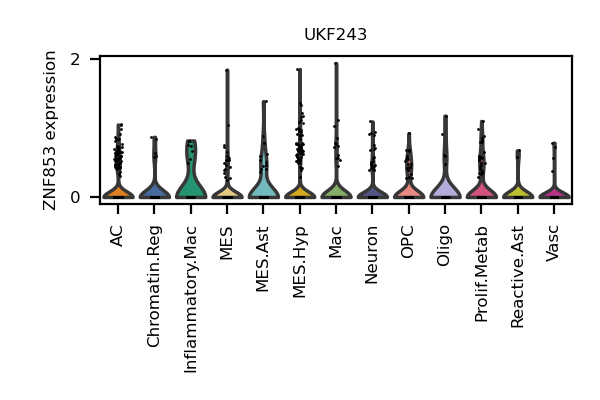 UKF243
ZNF853 expression
2
0
AC
Chromatin.Reg
Inflammatory.Mac
MES
MES.Ast
MES.Hyp
Mac
Neuron
OPC
Oligo
Prolif.Metab
Reactive.Ast
Vasc